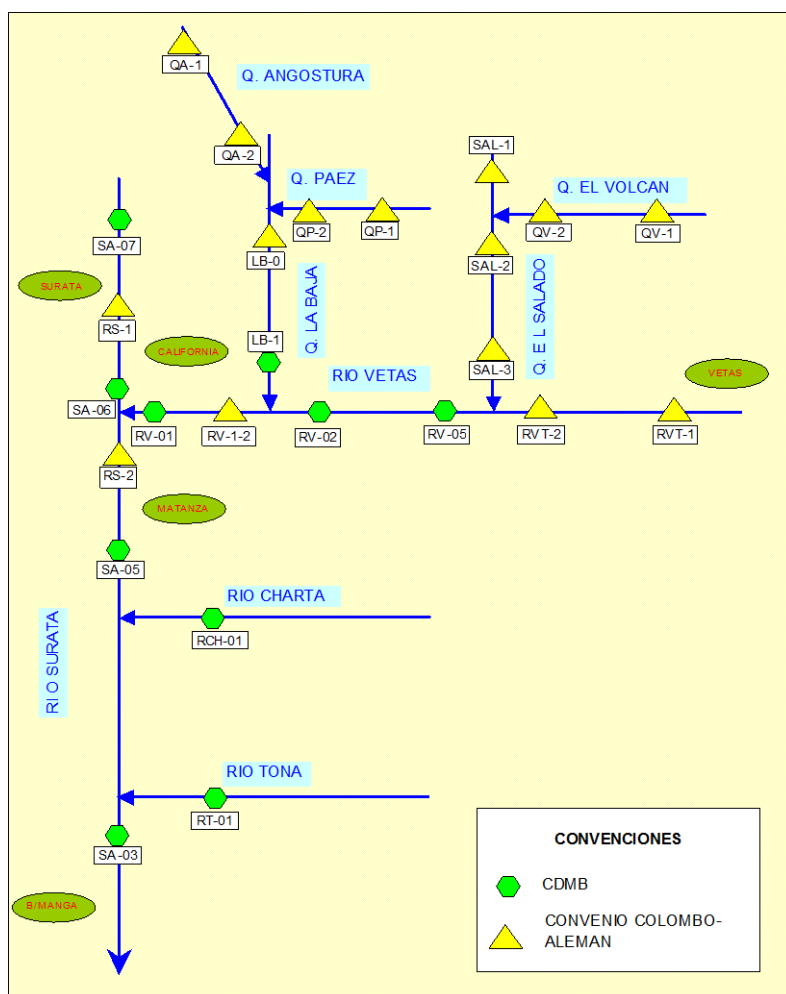 QA-1
Q. ANGOSTURA
QA-2
SAL-1
Q. PAEZ
Q. EL VOLCAN
QP-2
QP-1
QV-2
QV-1
SA-07
LB-0
SAL-2
SURATA
Q. LA BAJA
Q. E L SALADO
RS-1
LB-1
CALIFORNIA
RIO VETAS
SAL-3
VETAS
SA-06
RV-01
RV-1-2
RV-02
RV-05
RVT-2
RVT-1
RS-2
MATANZA
SA-05
RIO CHARTA
RCH-01
RI O SURATA
RIO TONA
RT-01
SA-03
B/MANGA
CONVENCIONES
CDMB
CONVENIO COLOMBO-
ALEMAN